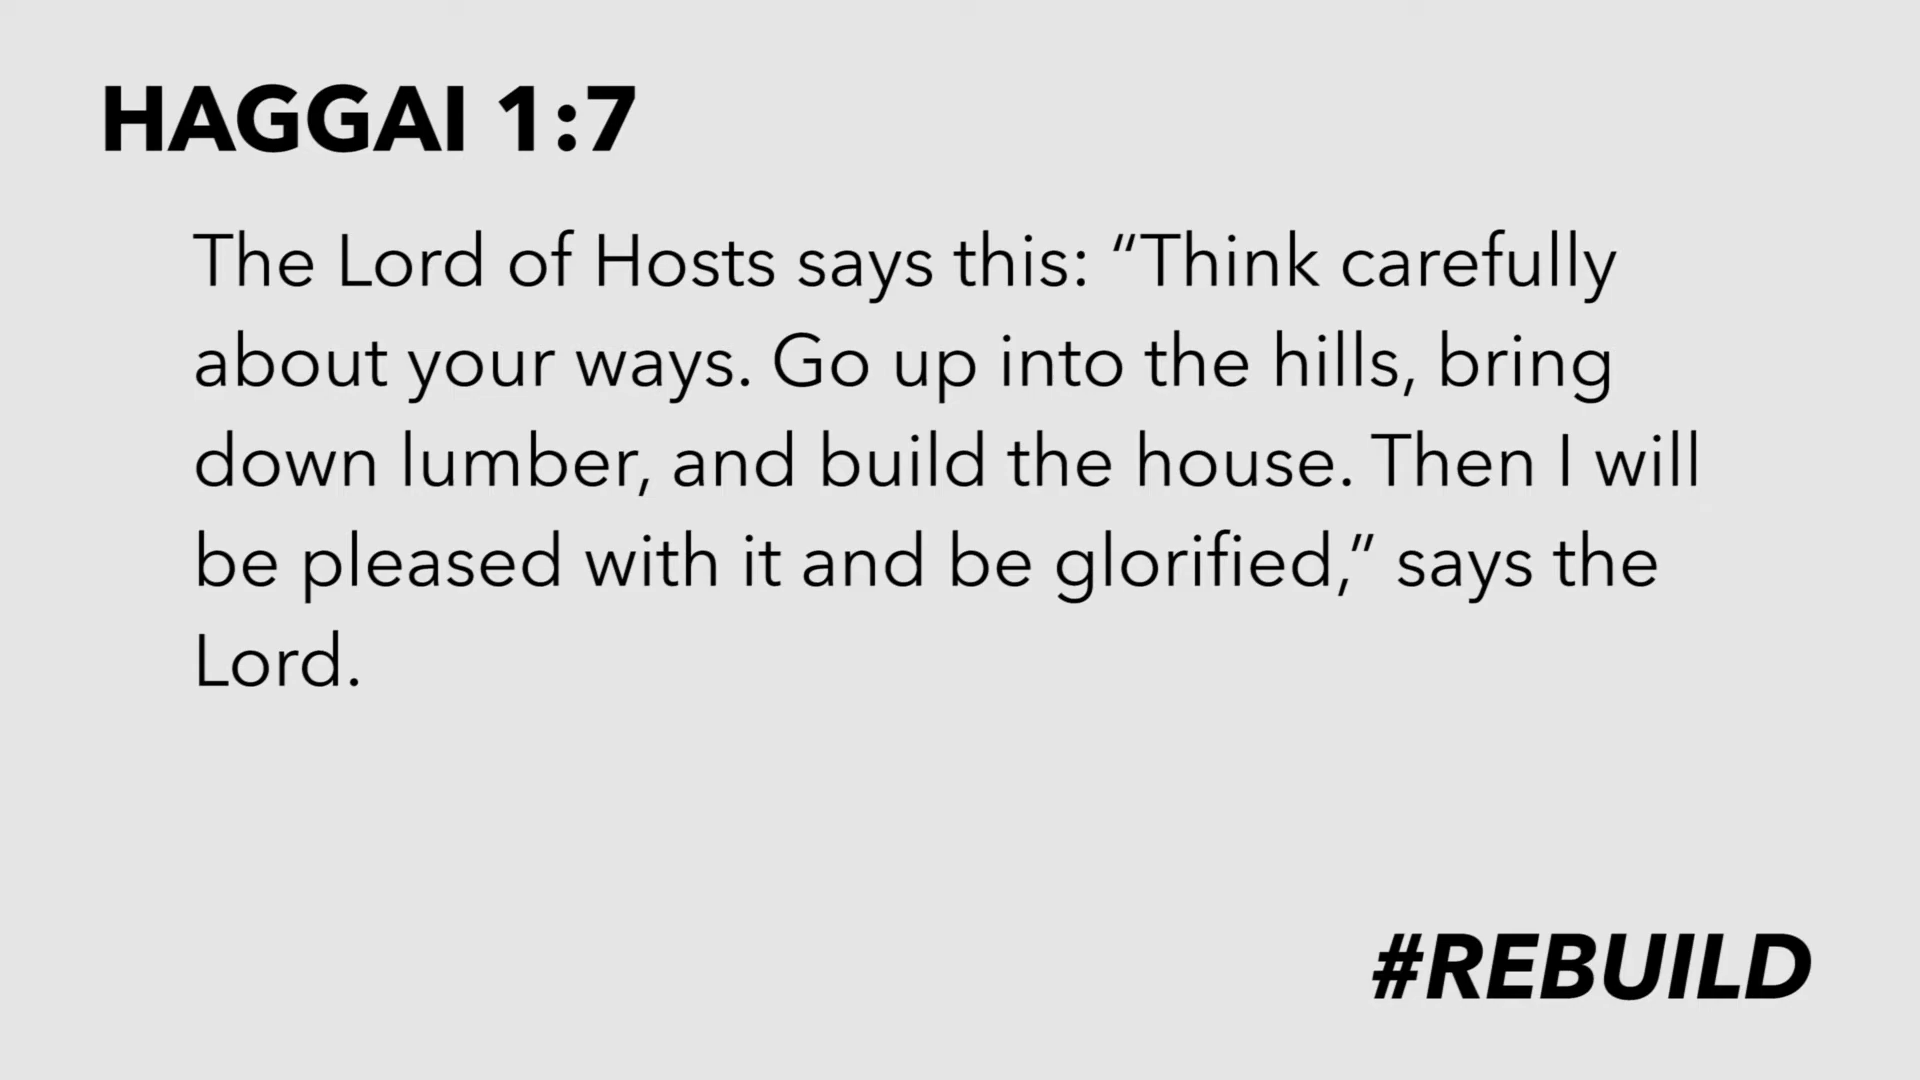 HAGGAI 1:7
The Lord of Hosts says this: “Think carefully
about your ways. Go up into the hills, bring
down lumber, and build the house. Then I will
be pleased with it and be glorified,” says the
Lord.
#REBUILD